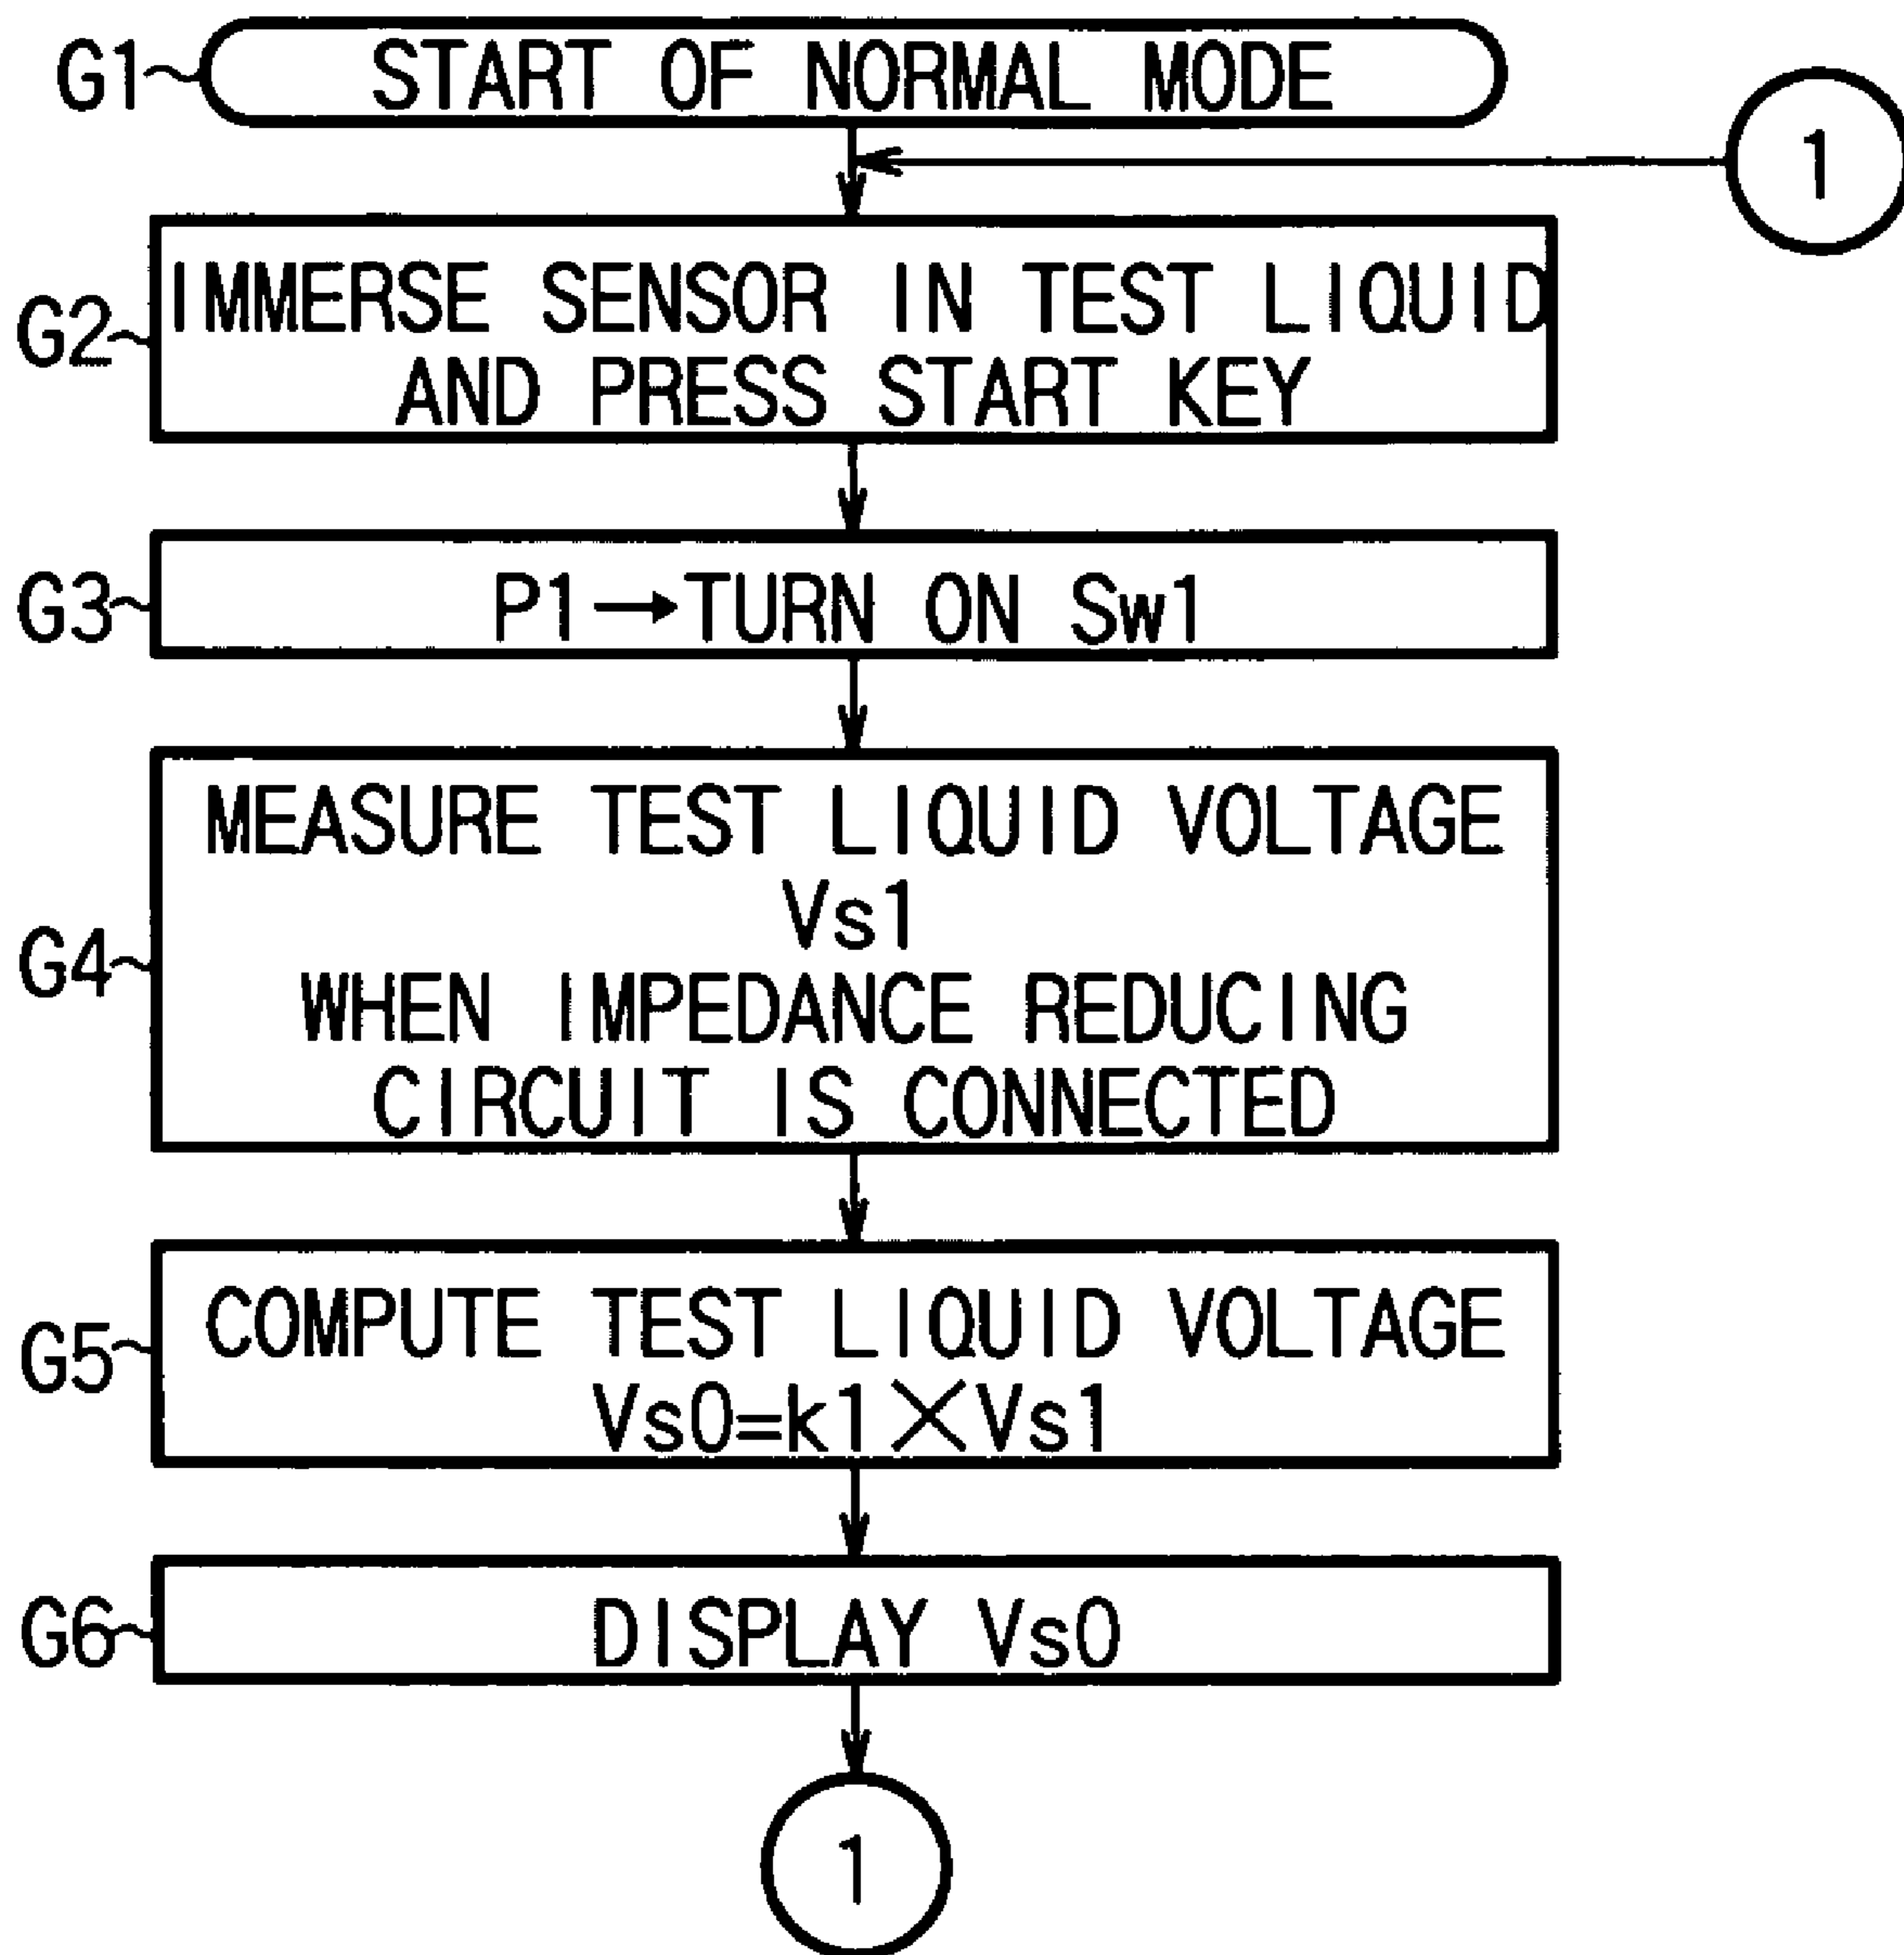 G1 START OF NORMAL MODE
1
G2 IMMERSE SENSOR IN TEST LIQUID
AND PRESS START KEY
G3 P1→TURN ON Sw1
MEASURE TEST LIQUID VOLTAGE
Vs1
G4
WHEN IMPEDANCE REDUCING
CIRCUIT IS CONNECTED
G5 COMPUTE TEST LIQUID VOLTAGE
Vs0=k1×Vs1
G6 DISPLAY Vs0
1